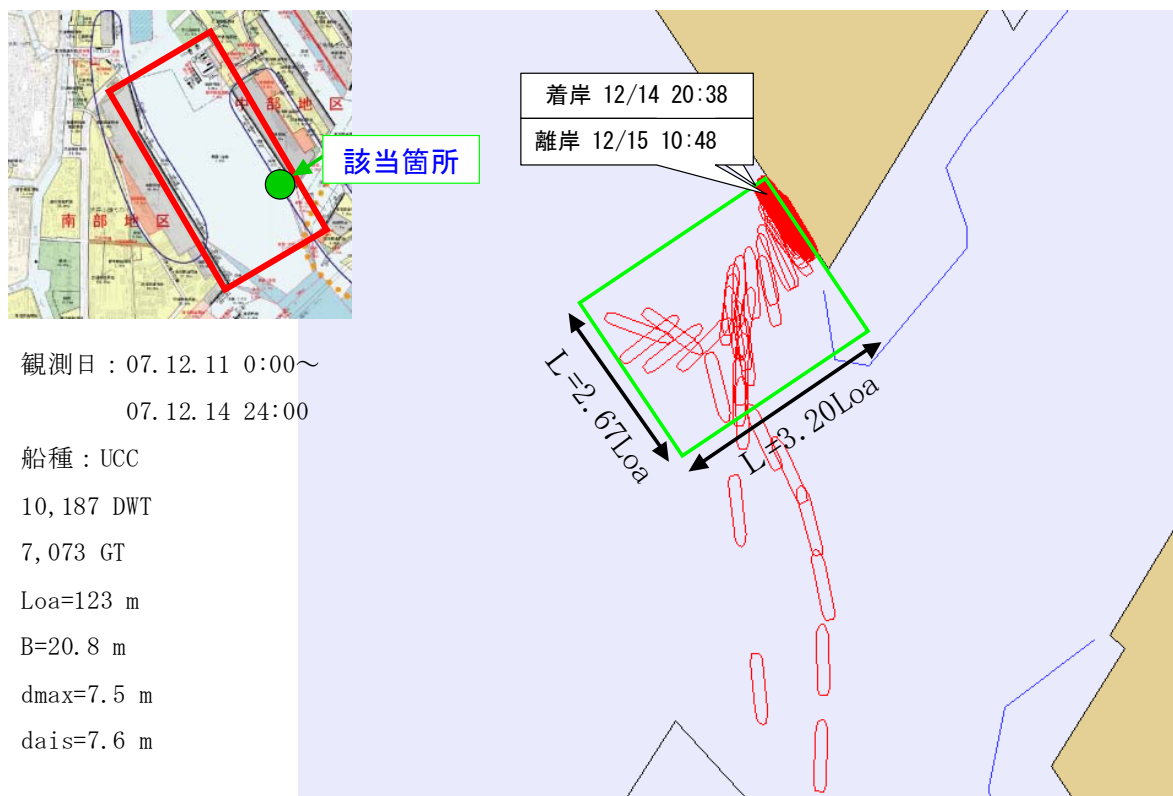 中部地区
南部地区
該当箇所
着岸 12/14 20:38
離岸 12/15 10:48
L=2.67Loa
L=3.20Loa
観測日：07.12.11 0:00～
07.12.14 24:00
船種：UCC
10,187 DWT
7,073 GT
Loa=123 m
B=20.8 m
dmax=7.5 m
dais=7.6 m